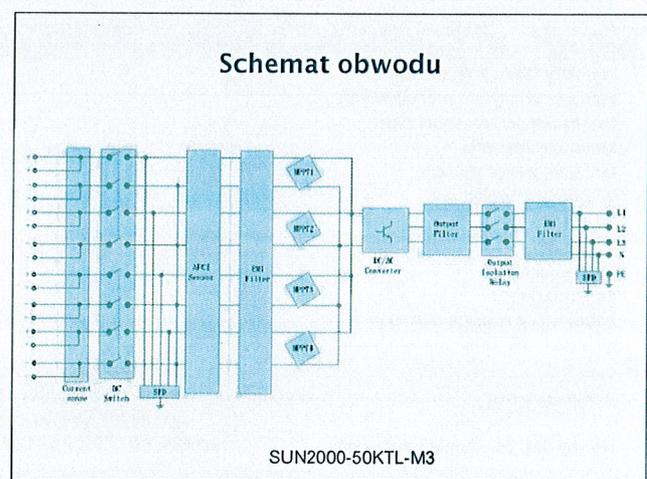 Schemat obwodu
MPPT1
MPPT2
MPPT3
MPPT4
AFCI
Sensor
EMI
Filter
DC/AC
Converter
Output
Filter
Output
Isolation
Relay
EMI
Filter
L1
L2
L3
N
PE
SPD
Current
DC
Switch
SPD
SUN2000-50KTL-M3